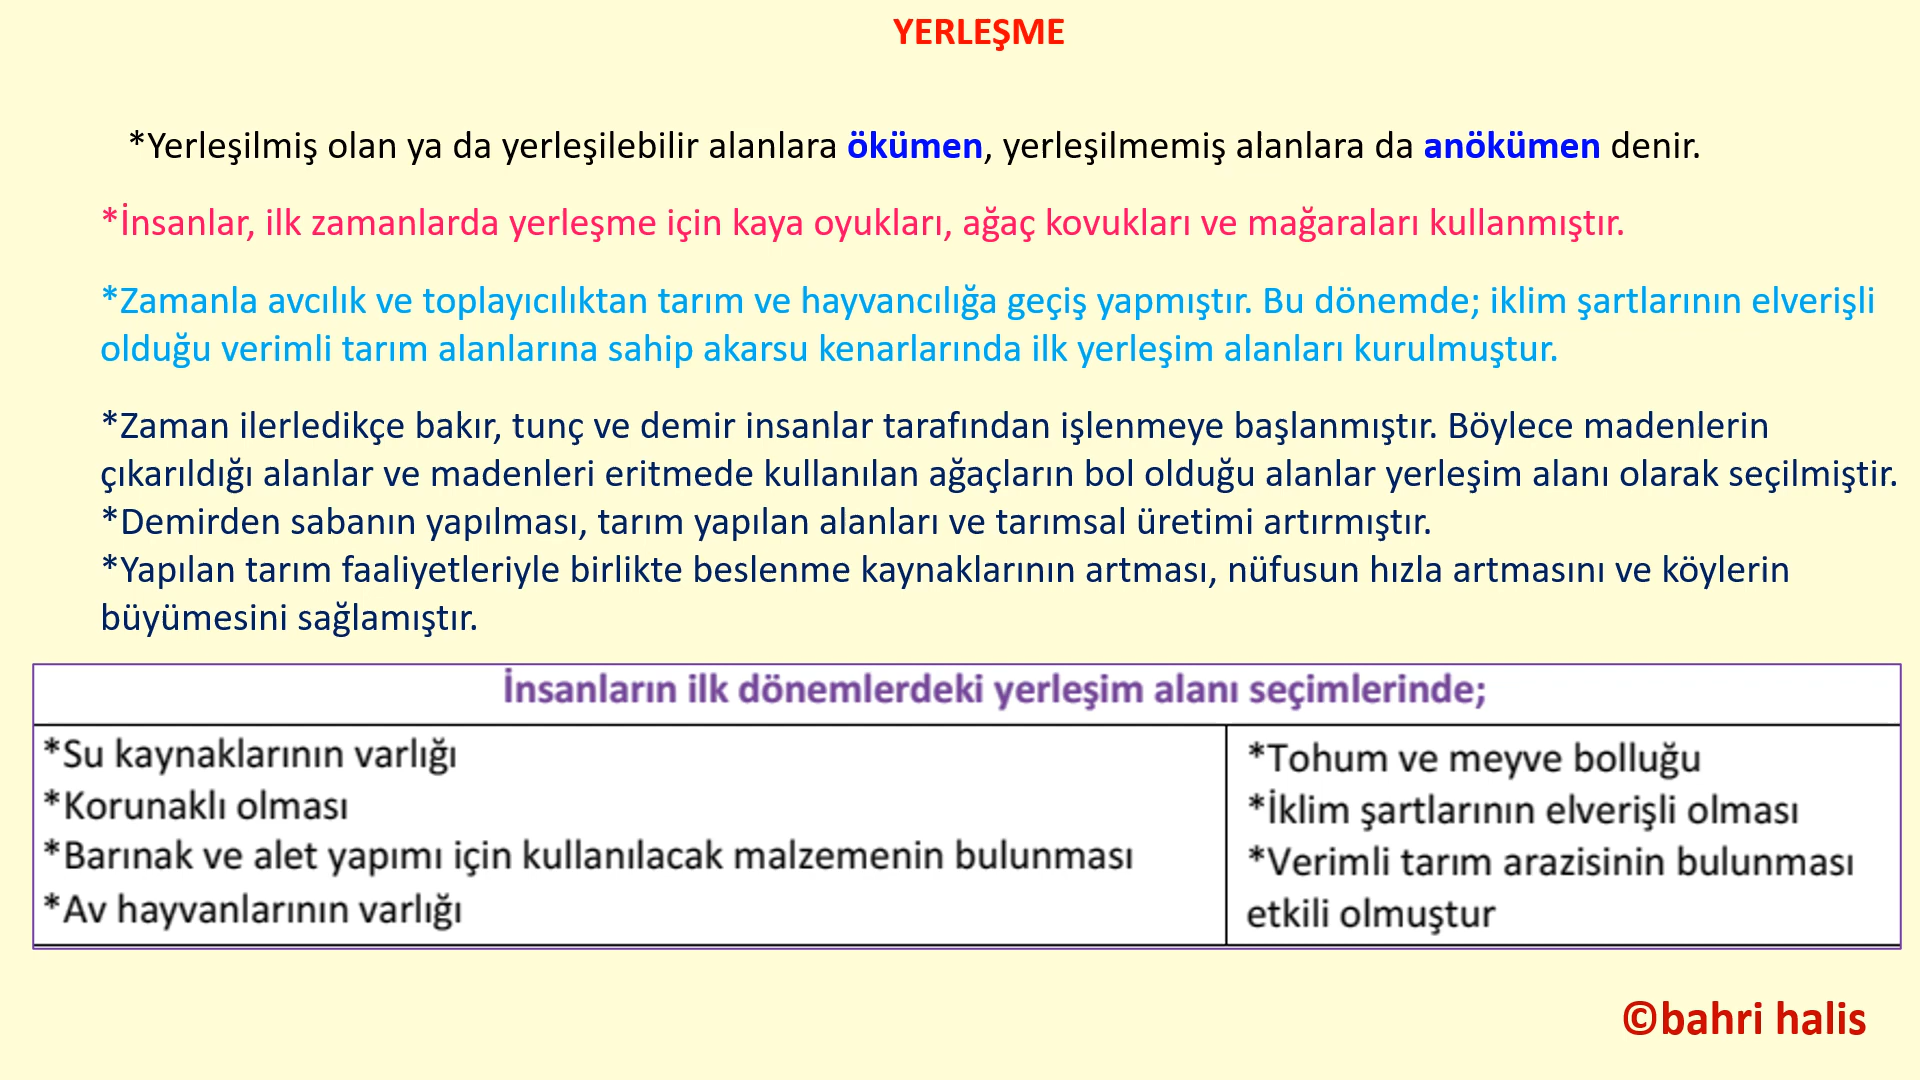 YERLEŞME
*Yerleşilmiş olan ya da yerleşilebilir alanlara ökümen, yerleşilmemiş alanlara da anökümen denir.
*İnsanlar, ilk zamanlarda yerleşme için kaya oyukları, ağaç kovukları ve mağaraları kullanmıştır.
*Zamanla avcılık ve toplayıcılıktan tarım ve hayvancılığa geçiş yapmıştır. Bu dönemde; iklim şartlarının elverişli
olduğu verimli tarım alanlarına sahip akarsu kenarlarında ilk yerleşim alanları kurulmuştur.
*Zaman ilerledikçe bakır, tunç ve demir insanlar tarafından işlenmeye başlanmıştır. Böylece madenlerin
çıkarıldığı alanlar ve madenleri eritmede kullanılan ağaçların bol olduğu alanlar yerleşim alanı olarak seçilmiştir.
*Demirden sabanın yapılması, tarım yapılan alanları ve tarımsal üretimi artırmıştır.
*Yapılan tarım faaliyetleriyle birlikte beslenme kaynaklarının artması, nüfusun hızla artmasını ve köylerin
büyümesini sağlamıştır.
İnsanların ilk dönemlerdeki yerleşim alanı seçimlerinde;
*Su kaynaklarının varlığı
*Korunaklı olması
*Barınak ve alet yapımı için kullanılacak malzemenin bulunması
*Av hayvanlarının varlığı
*Tohum ve meyve bolluğu
*İklim şartlarının elverişli olması
*Verimli tarım arazisinin bulunması
etkili olmuştur
©bahri halis